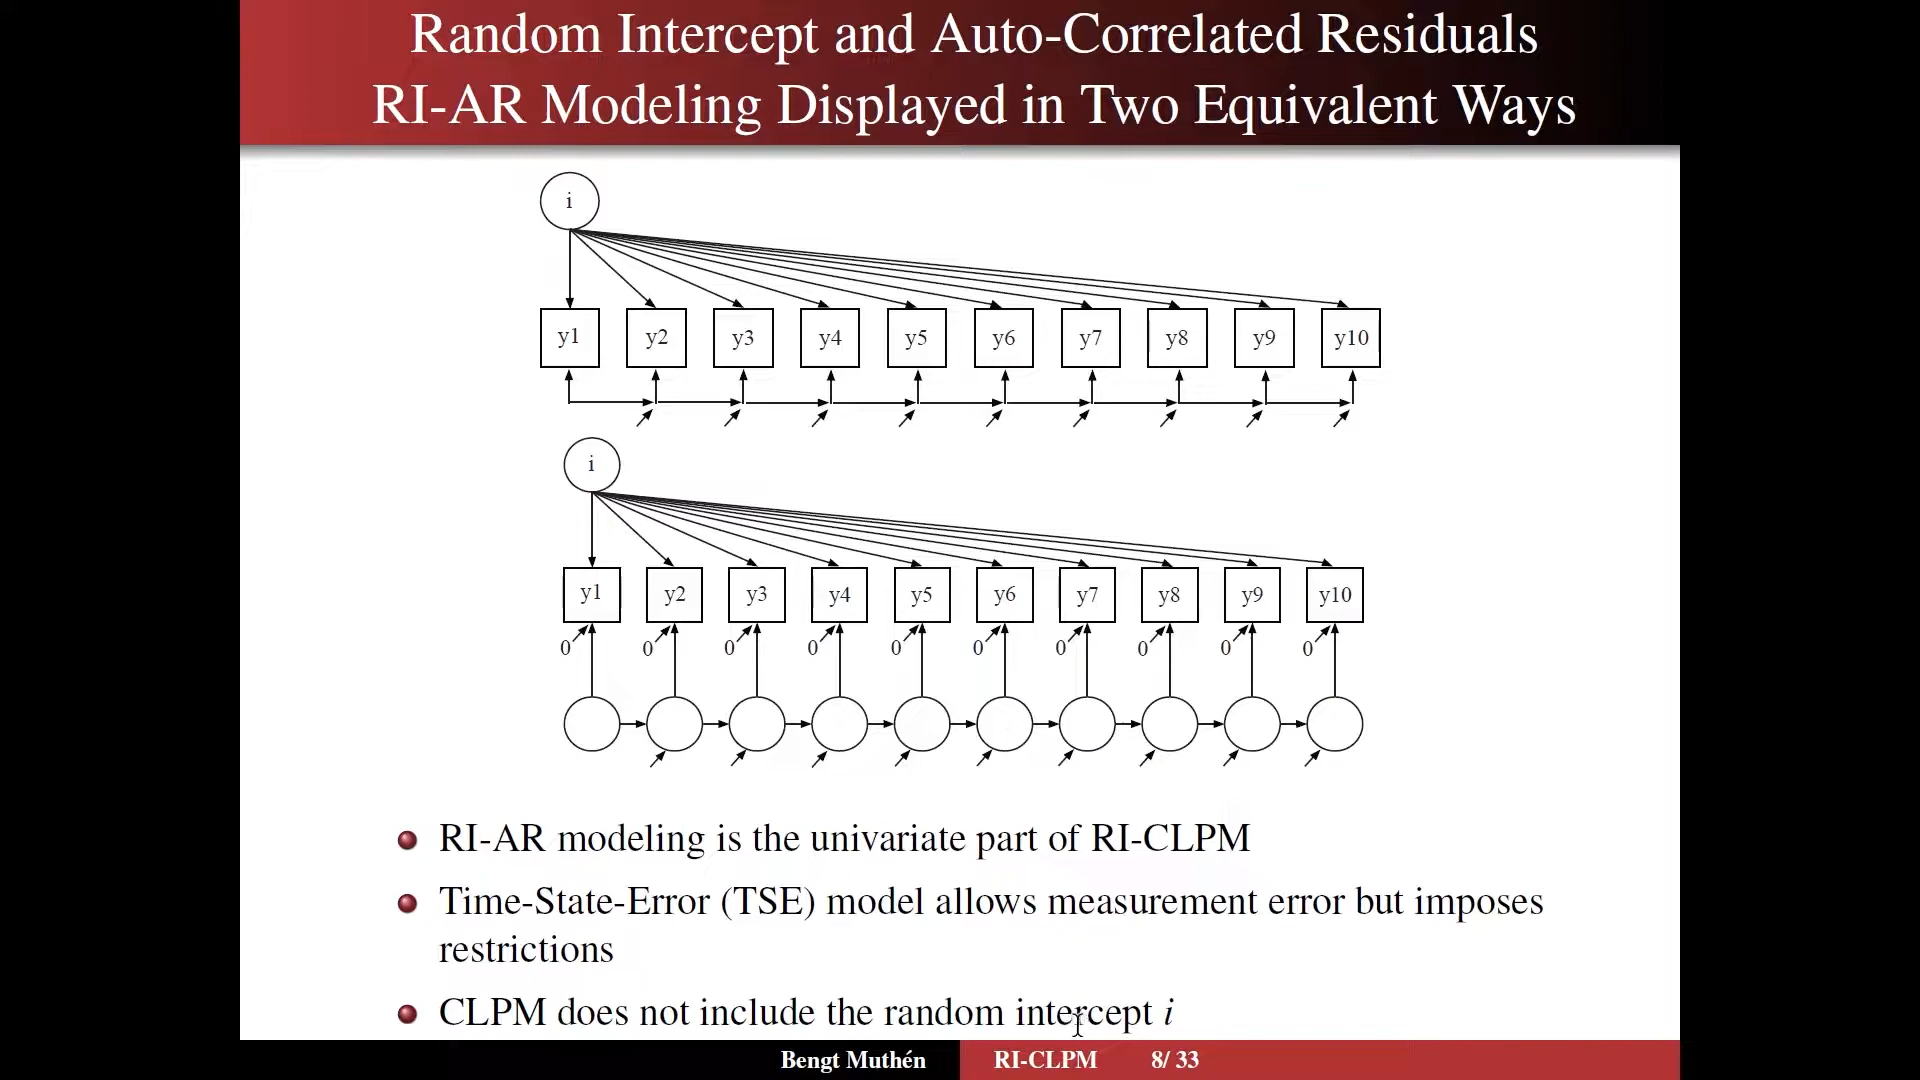 Random Intercept and Auto-Correlated Residuals
RI-AR Modeling Displayed in Two Equivalent Ways
i
y1 y2 y3 y4 y5 y6 y7 y8 y9 y10
i
y1 y2 y3 y4 y5 y6 y7 y8 y9 y10
0 0 0 0 0 0 0 0 0 0
RI-AR modeling is the univariate part of RI-CLPM
Time-State-Error (TSE) model allows measurement error but imposes
restrictions
CLPM does not include the random intercept i
Bengt Muthén RI-CLPM 8/ 33